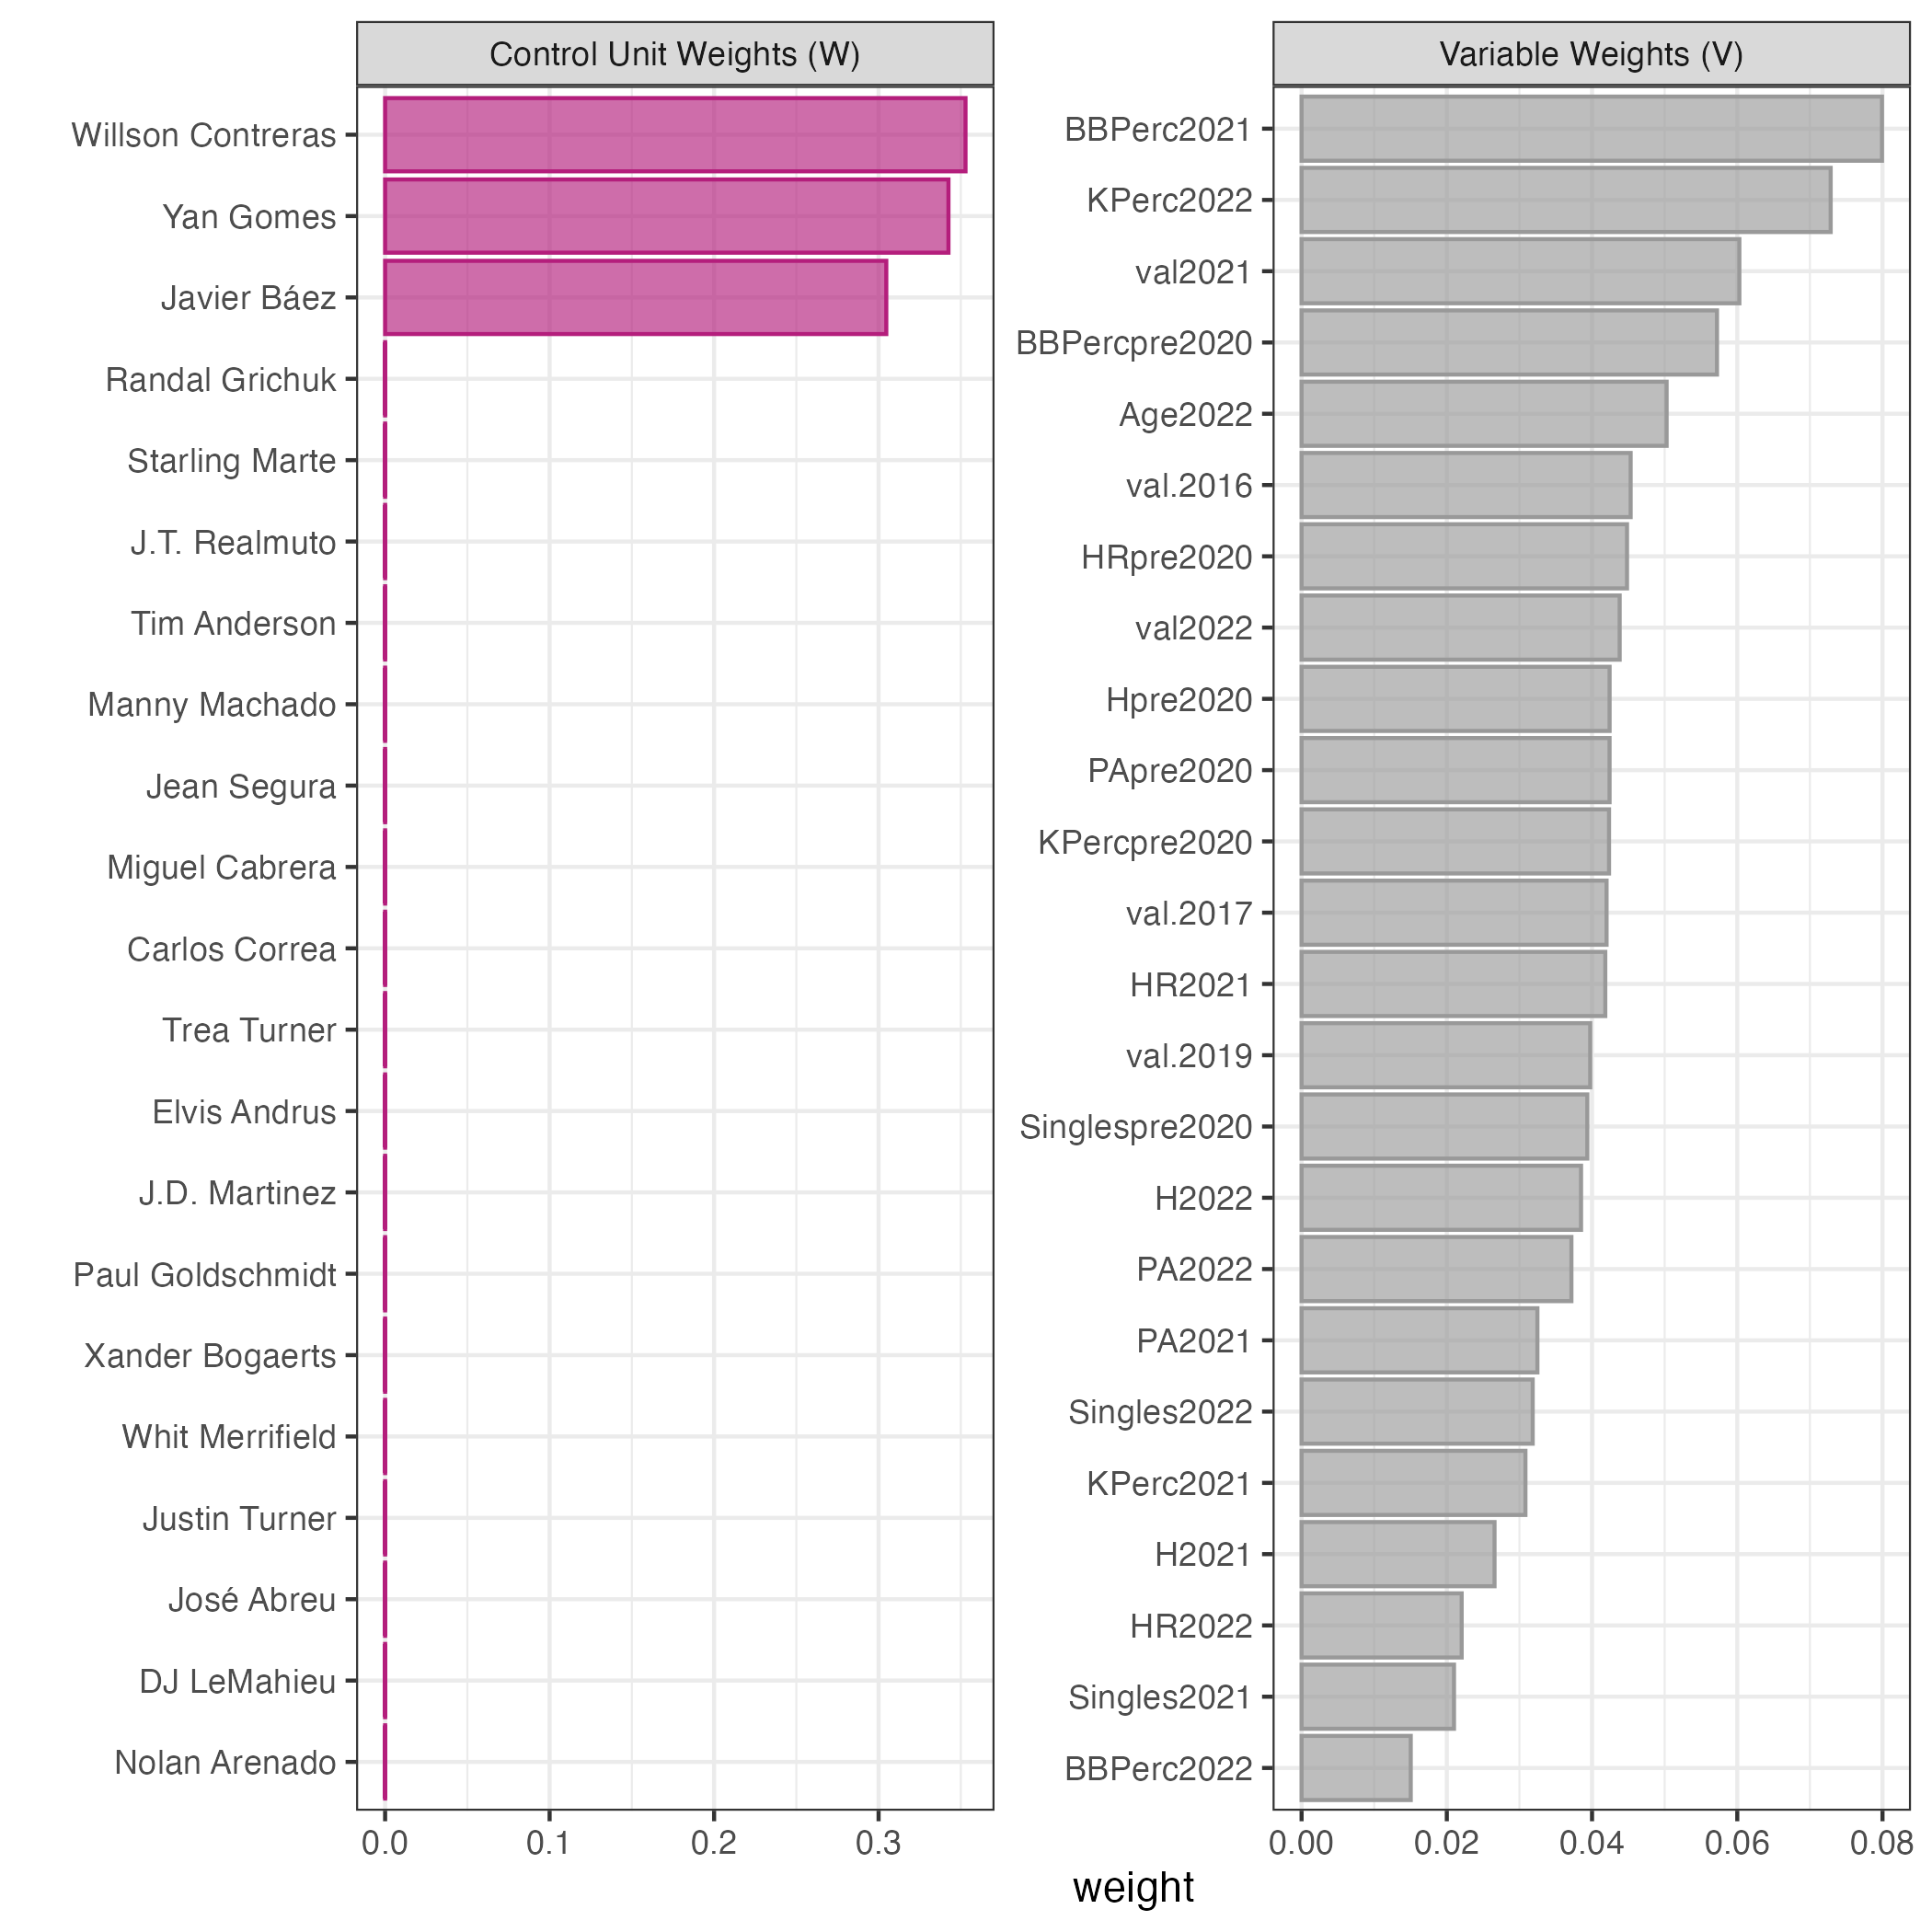 Control Unit Weights (W)
Willson Contreras
Yan Gomes
Javier Báez
Randal Grichuk
Starling Marte
J.T. Realmuto
Tim Anderson
Manny Machado
Jean Segura
Miguel Cabrera
Carlos Correa
Trea Turner
Elvis Andrus
J.D. Martinez
Paul Goldschmidt
Xander Bogaerts
Whit Merrifield
Justin Turner
José Abreu
DJ LeMahieu
Nolan Arenado
0.0 0.1 0.2 0.3
Variable Weights (V)
BBPerc2021
KPerc2022
val2021
BBPercpre2020
Age2022
val.2016
HRpre2020
val2022
Hpre2020
PApre2020
KPercpre2020
val.2017
HR2021
val.2019
Singlespre2020
H2022
PA2022
PA2021
Singles2022
KPerc2021
H2021
HR2022
Singles2021
BBPerc2022
0.00 0.02 0.04 0.06 0.08
weight